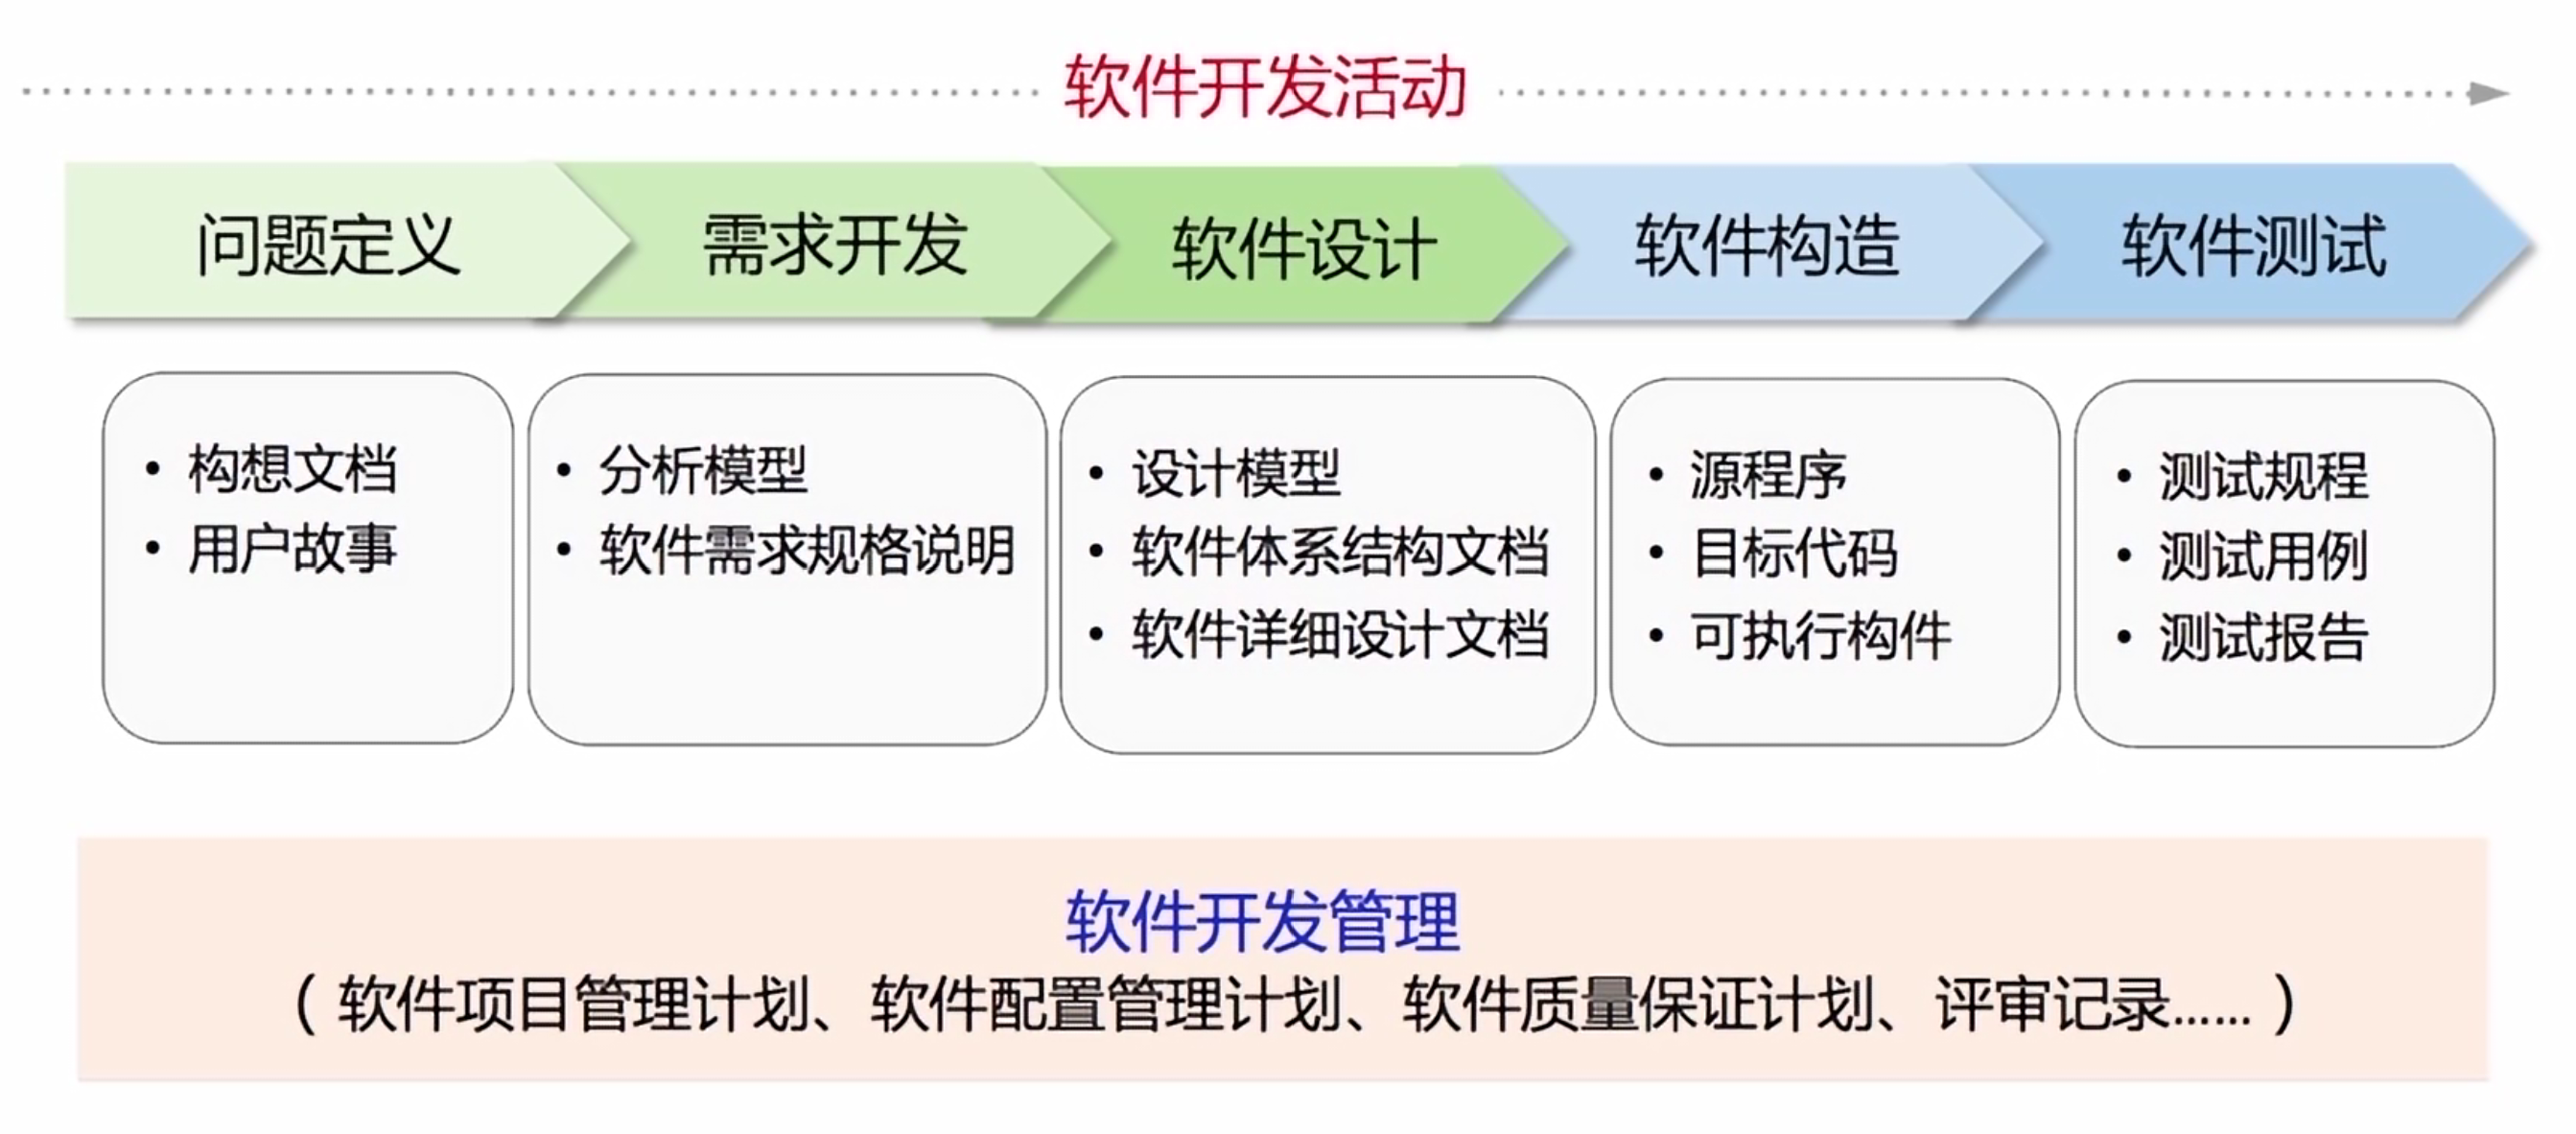 软件开发活动
问题定义
需求开发
软件设计
软件构造
软件测试
• 构想文档
• 用户故事
• 分析模型
• 软件需求规格说明
• 设计模型
• 软件体系结构文档
• 软件详细设计文档
• 源程序
• 目标代码
• 可执行构件
• 测试规程
• 测试用例
• 测试报告
软件开发管理
（软件项目管理计划、软件配置管理计划、软件质量保证计划、评审记录……）